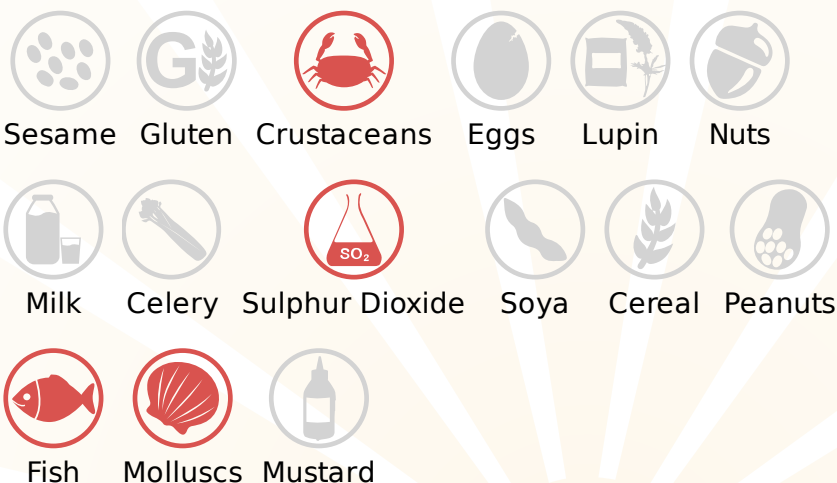 G
Sesame Gluten Crustaceans Eggs Lupin Nuts
SO₂
Milk Celery Sulphur Dioxide Soya Cereal Peanuts
Fish Molluscs Mustard